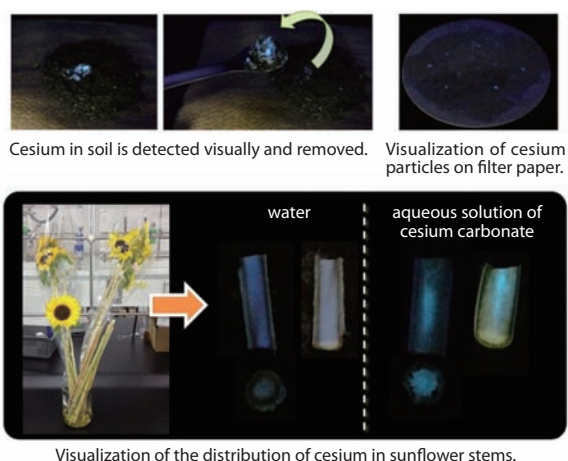 Cesium in soil is detected visually and removed.
Visualization of cesium
particles on filter paper.
water
aqueous solution of
cesium carbonate
Visualization of the distribution of cesium in sunflower stems.